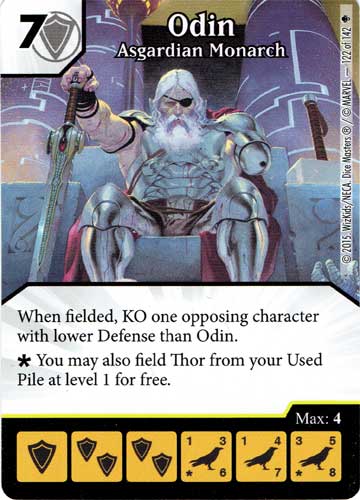 7
Odin
Asgardian Monarch
© 2015 WizKids/NECA. Dice Masters ® / © MARVEL — 122 of 142
When fielded, KO one opposing character
with lower Defense than Odin.
* You may also field Thor from your Used
Pile at level 1 for free.
Max: 4
1 3
* 6
1 4
7
3 5
* 8